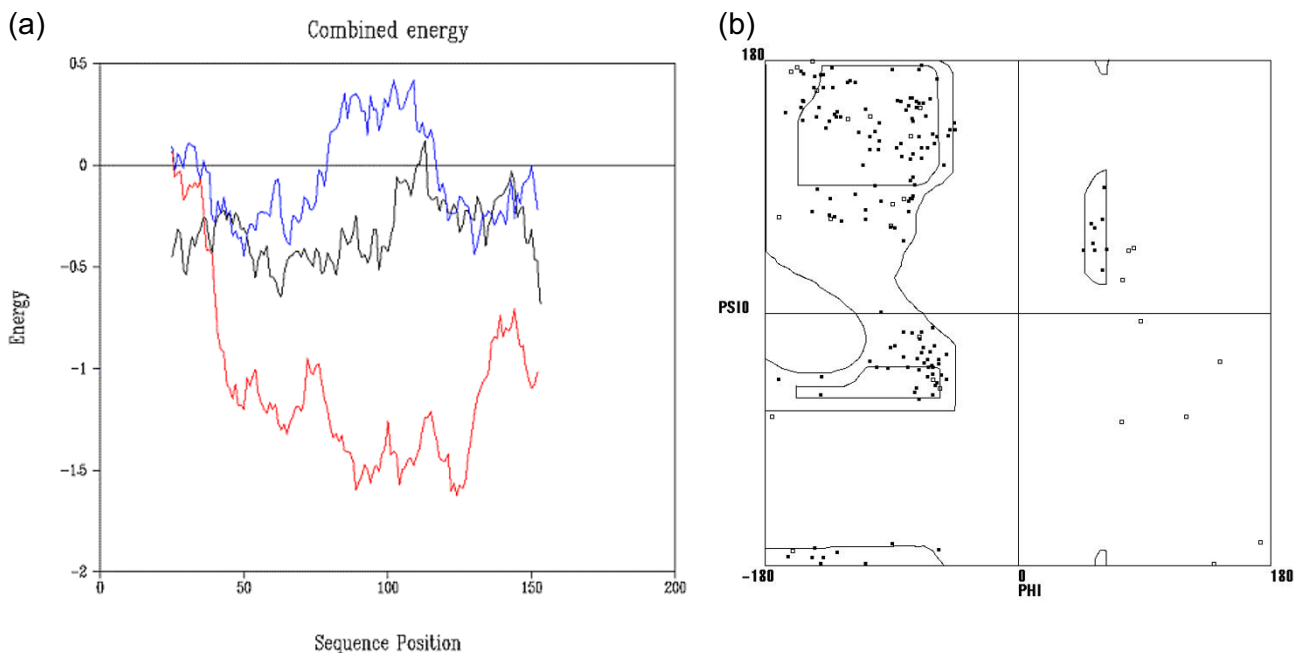 (a)
Combined energy
0.5
0
−0.5
−1
−1.5
−2
0
50
100
150
200
Energy
Sequence Position
(b)
180
PSI0
-180
0
180
PHI